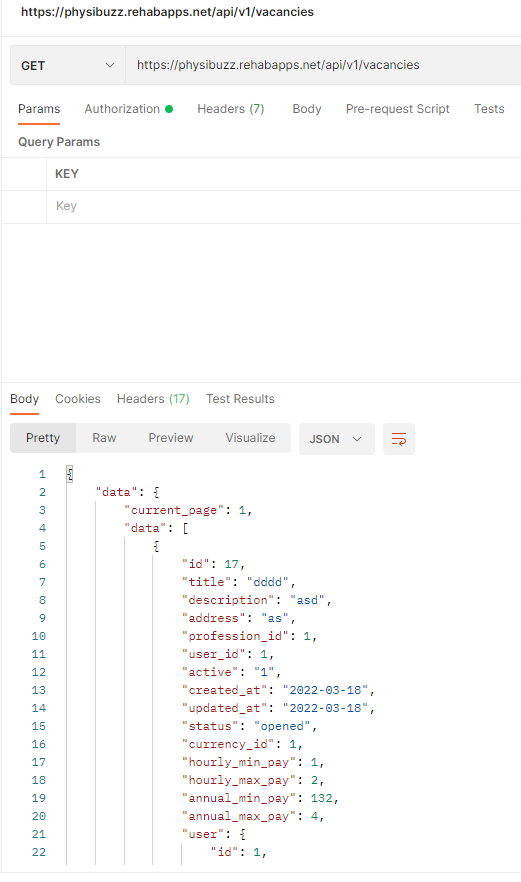 https://physibuzz.rehabapps.net/api/v1/vacancies
GET https://physibuzz.rehabapps.net/api/v1/vacancies
Params Authorization Headers (7) Body Pre-request Script Tests
Query Params
KEY
Key
Body Cookies Headers (17) Test Results
Pretty Raw Preview Visualize JSON
1 {
2 "data": {
3 "current_page": 1,
4 "data": [
5 {
6 "id": 17,
7 "title": "dddd",
8 "description": "asd",
9 "address": "as",
10 "profession_id": 1,
11 "user_id": 1,
12 "active": "1",
13 "created_at": "2022-03-18",
14 "updated_at": "2022-03-18",
15 "status": "opened",
16 "currency_id": 1,
17 "hourly_min_pay": 1,
18 "hourly_max_pay": 2,
19 "annual_min_pay": 132,
20 "annual_max_pay": 4,
21 "user": {
22 "id": 1,